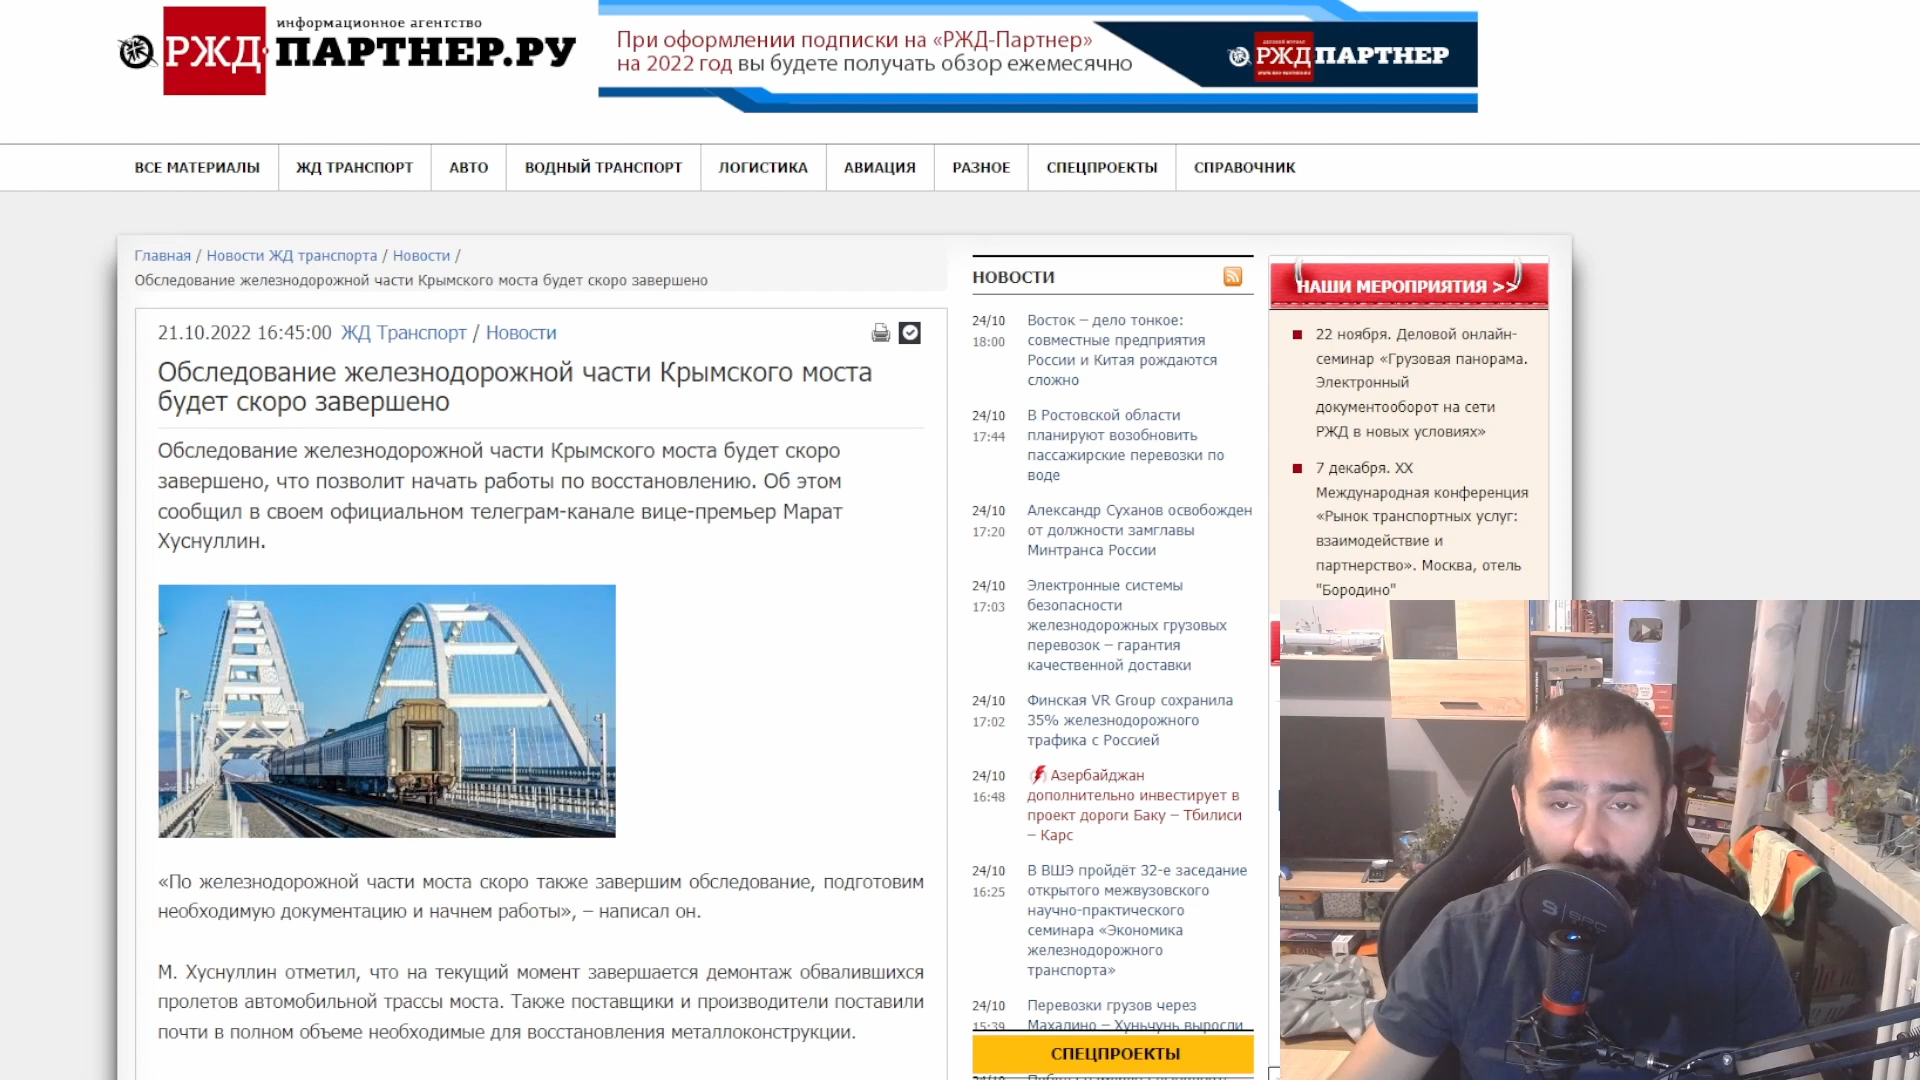 информационное агентство
РЖД-ПАРТНЕР.РУ
При оформлении подписки на «РЖД-Партнер»
на 2022 год вы будете получать обзор ежемесячно
РЖД ПАРТНЕР
ВСЕ МАТЕРИАЛЫ
ЖД ТРАНСПОРТ
АВТО
ВОДНЫЙ ТРАНСПОРТ
ЛОГИСТИКА
АВИАЦИЯ
РАЗНОЕ
СПЕЦПРОЕКТЫ
СПРАВОЧНИК
Главная / Новости ЖД транспорта / Новости /
Обследование железнодорожной части Крымского моста будет скоро завершено
21.10.2022 16:45:00 ЖД Транспорт / Новости
Обследование железнодорожной части Крымского моста
будет скоро завершено
Обследование железнодорожной части Крымского моста будет скоро
завершено, что позволит начать работы по восстановлению. Об этом
сообщил в своем официальном телеграм-канале вице-премьер Марат
Хуснуллин.
«По железнодорожной части моста скоро также завершим обследование, подготовим
необходимую документацию и начнем работы», – написал он.
М. Хуснуллин отметил, что на текущий момент завершается демонтаж обвалившихся
пролетов автомобильной трассы моста. Также поставщики и производители поставили
почти в полном объеме необходимые для восстановления металлоконструкции.
НОВОСТИ
24/10
18:00
Восток – дело тонкое:
совместные предприятия
России и Китая рождаются
сложно
24/10
17:44
В Ростовской области
планируют возобновить
пассажирские перевозки по
воде
24/10
17:20
Александр Суханов освобожден
от должности замглавы
Минтранса России
24/10
17:03
Электронные системы
безопасности
железнодорожных грузовых
перевозок – гарантия
качественной доставки
24/10
17:02
Финская VR Group сохранила
35% железнодорожного
трафика с Россией
24/10
16:48
Азербайджан
дополнительно инвестирует в
проект дороги Баку – Тбилиси
– Карс
24/10
16:25
В ВШЭ пройдёт 32-е заседание
открытого межвузовского
научно-практического
семинара «Экономика
железнодорожного
транспорта»
24/10
15:39
Перевозки грузов через
Махалино – Хуньчунь выросли
СПЕЦПРОЕКТЫ
НАШИ МЕРОПРИЯТИЯ >>
22 ноября. Деловой онлайн-
семинар «Грузовая панорама.
Электронный
документооборот на сети
РЖД в новых условиях»
7 декабря. XX
Международная конференция
«Рынок транспортных услуг:
взаимодействие и
партнерство». Москва, отель
"Бородино"